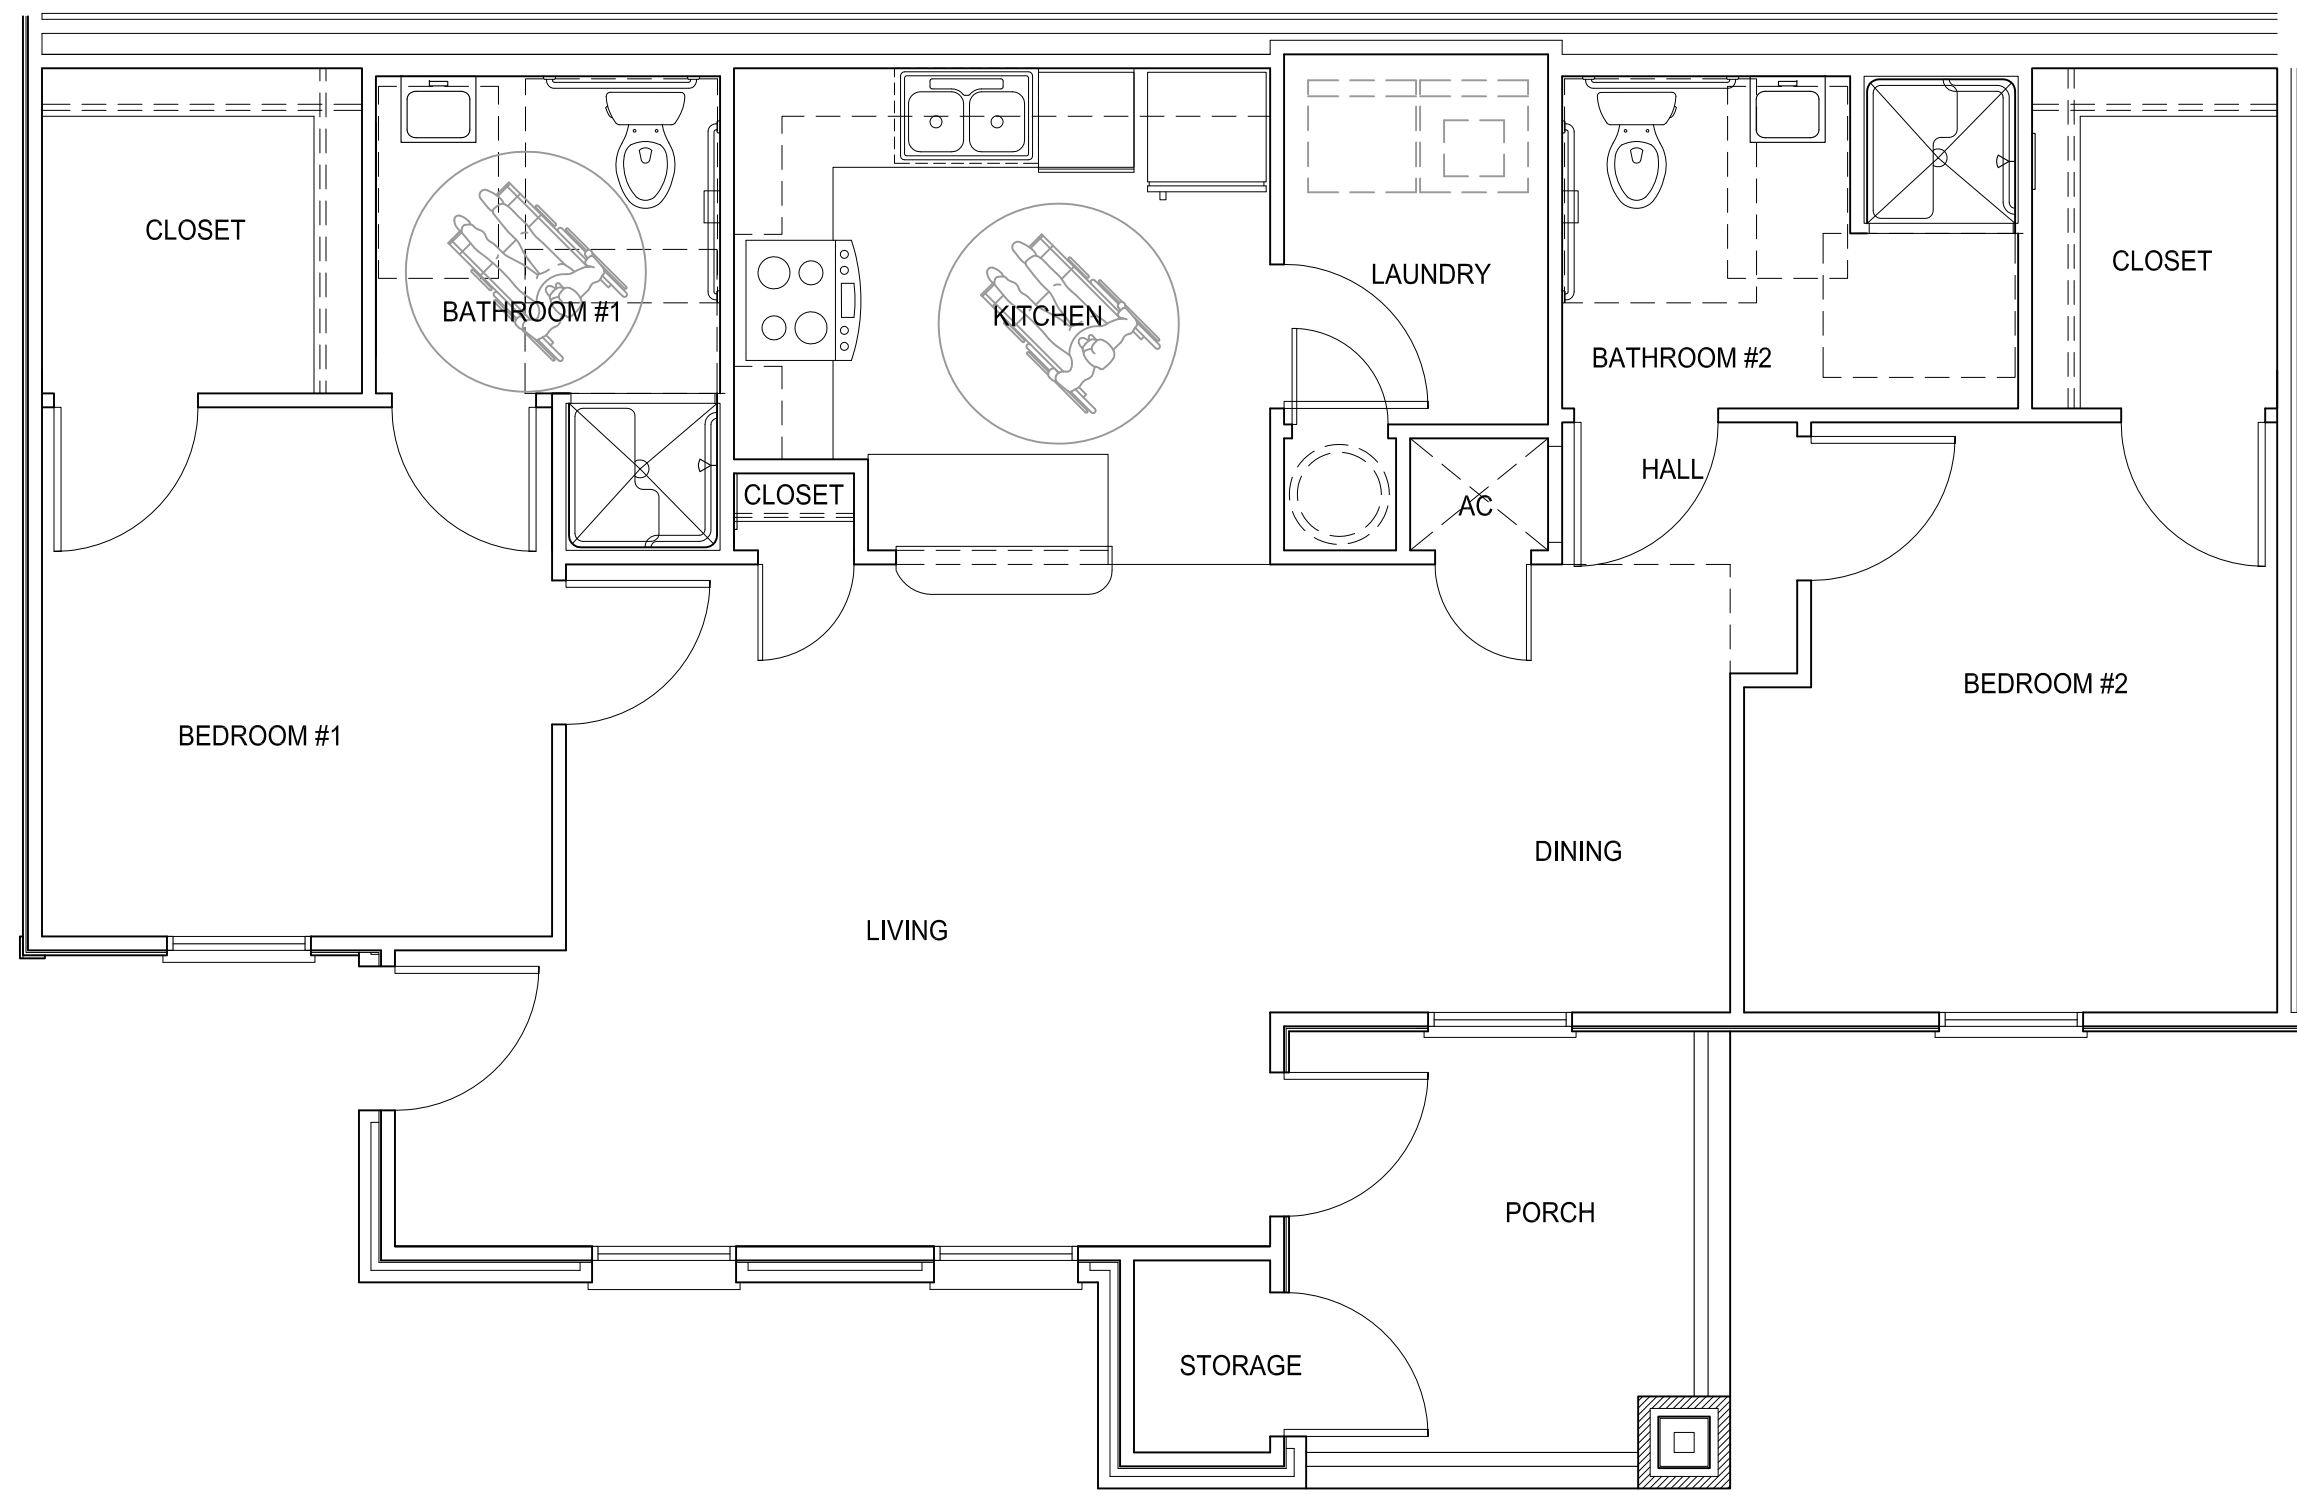 CLOSET
BATHROOM #1
KITCHEN
LAUNDRY
BATHROOM #2
CLOSET
CLOSET
AC
HALL
BEDROOM #1
BEDROOM #2
LIVING
DINING
PORCH
STORAGE